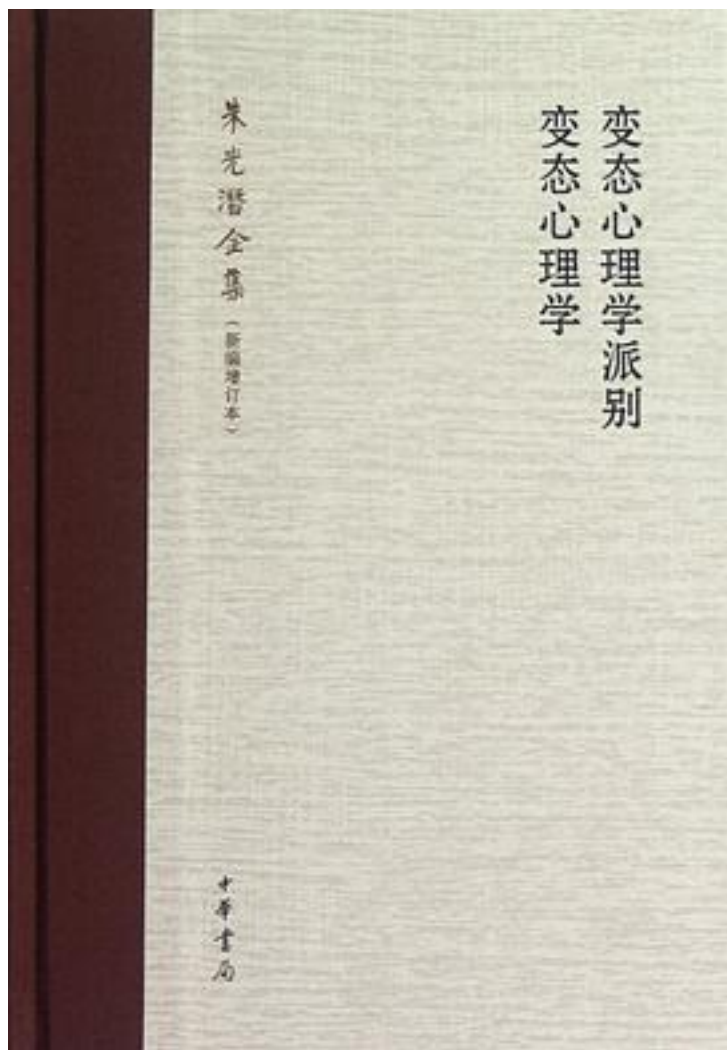 变态心理学派别
变态心理学
朱光潜全集（新编增订本）
中华书局